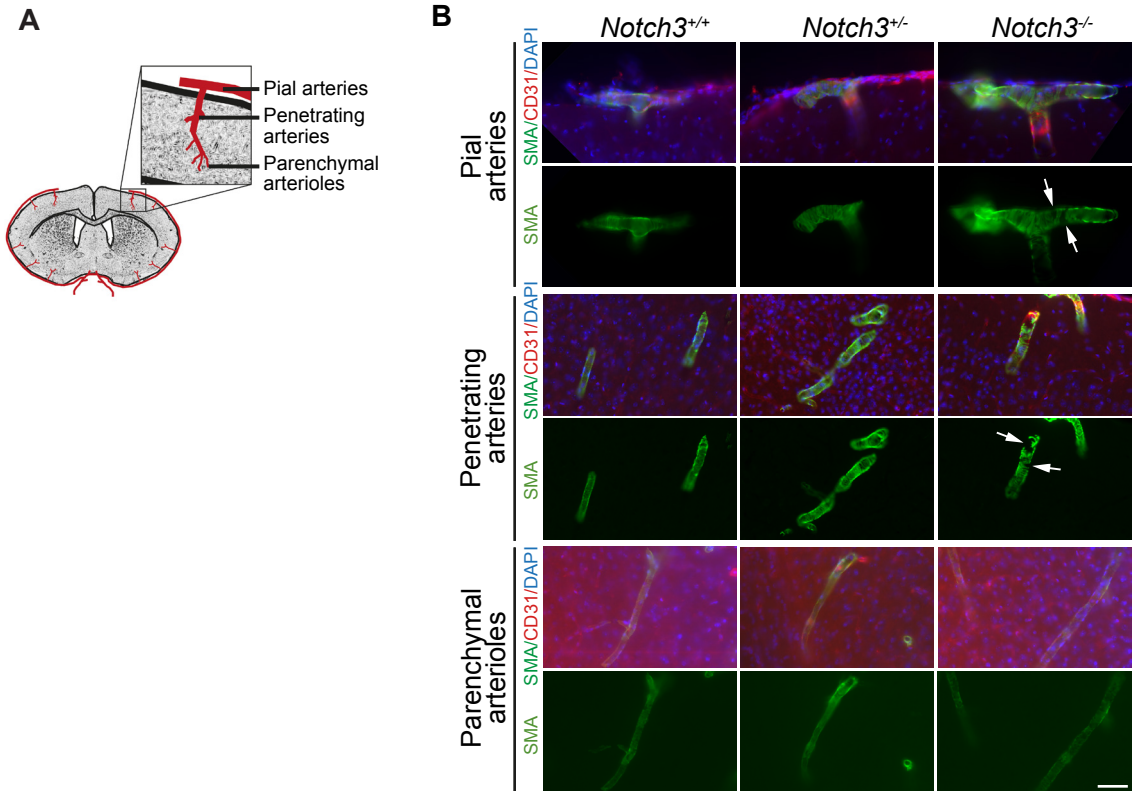 A
Pial arteries
Penetrating
arteries
Parenchymal
arterioles
B
Notch3+/+
Notch3+/-
Notch3-/-
Pial
arteries
SMA/CD31/DAPI
SMA
Penetrating
arteries
SMA/CD31/DAPI
SMA
Parenchymal
arterioles
SMA/CD31/DAPI
SMA